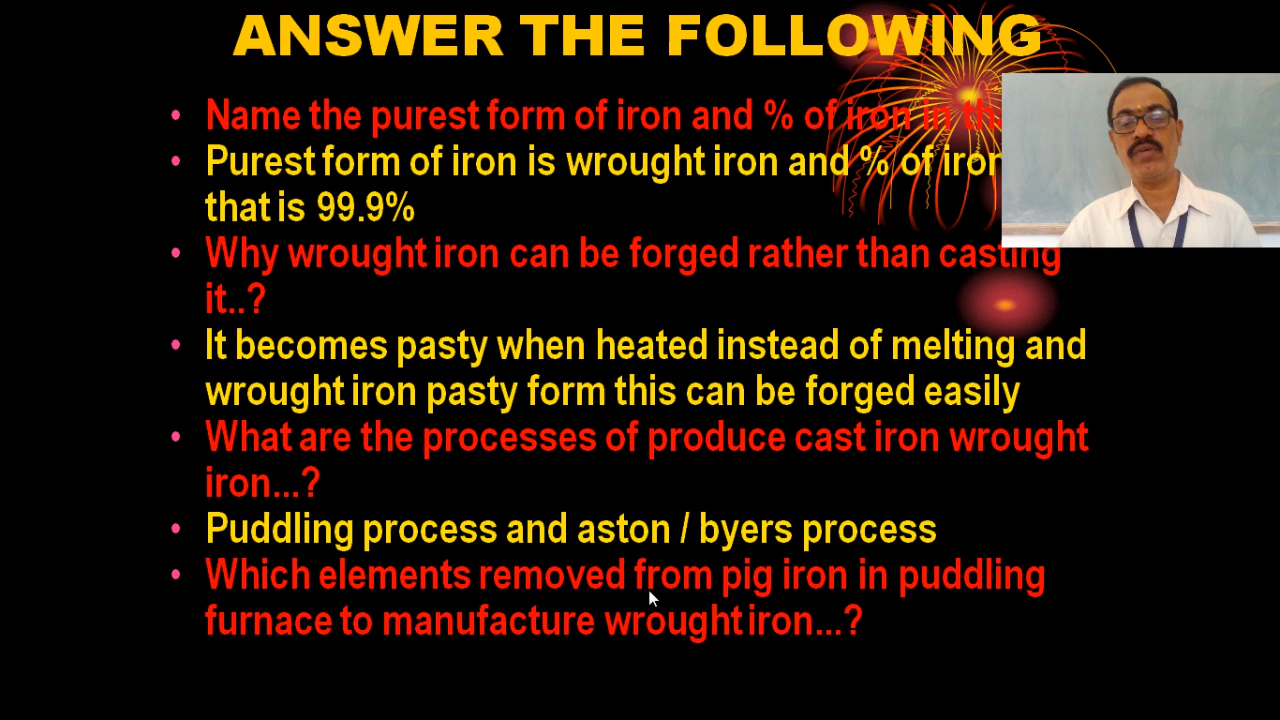 ANSWER THE FOLLOWING
• Name the purest form of iron and % of iron in
• Purest form of iron is wrought iron and % of iron
that is 99.9%
• Why wrought iron can be forged rather than casting
it..?
• It becomes pasty when heated instead of melting and
wrought iron pasty form this can be forged easily
• What are the processes of produce cast iron wrought
iron...?
• Puddling process and aston / byers process
• Which elements removed from pig iron in puddling
furnace to manufacture wrought iron...?